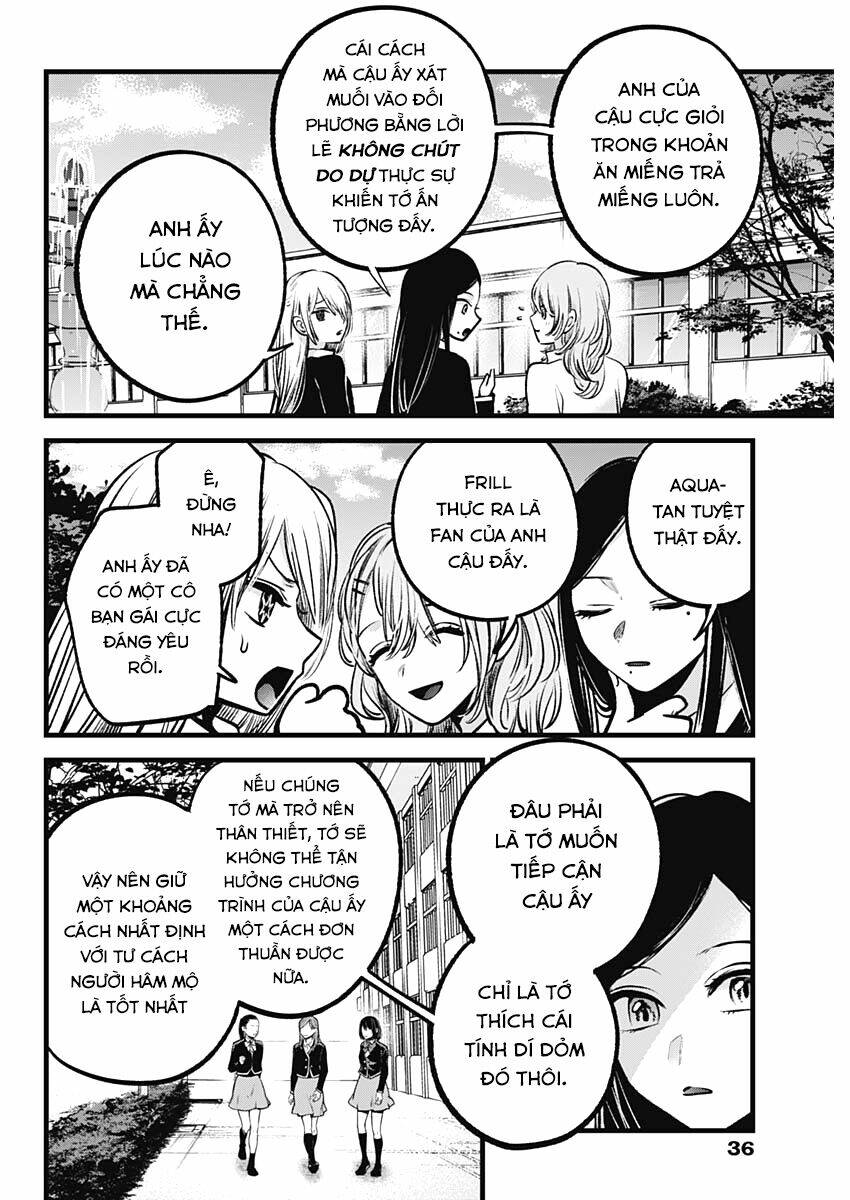 ANH CỦA
CẬU CỰC GIỎI
TRONG KHOẢN
ĂN MIẾNG TRẢ
MIẾNG LUÔN.
CÁI CÁCH
MÀ CẬU ẤY XÁT
MUỐI VÀO ĐỐI
PHƯƠNG BẰNG LỜI
LẼ KHÔNG CHÚT
DO DỰ THỰC SỰ
KHIẾN TỚ ẤN
TƯỢNG ĐẤY.
ANH ẤY
LÚC NÀO
MÀ CHẲNG
THẾ.
AQUA-
TAN TUYỆT
THẬT ĐẤY.
FRILL
THỰC RA LÀ
FAN CỦA ANH
CẬU ĐẤY.
Ê,
ĐỪNG
NHA!
ANH ẤY ĐÃ
CÓ MỘT CÔ
BẠN GÁI CỰC
ĐÁNG YÊU
RỒI.
ĐÂU PHẢI
LÀ TỚ MUỐN
TIẾP CẬN
CẬU ẤY
CHỈ LÀ TỚ
THÍCH CÁI
TÍNH DÍ DỎM
ĐÓ THÔI.
NẾU CHÚNG
TỚ MÀ TRỞ NÊN
THÂN THIẾT, TỚ SẼ
KHÔNG THỂ TẬN
HƯỞNG CHƯƠNG
TRÌNH CỦA CẬU ẤY
MỘT CÁCH ĐƠN
THUẦN ĐƯỢC
NỮA.
VẬY NÊN GIỮ
MỘT KHOẢNG
CÁCH NHẤT ĐỊNH
VỚI TƯ CÁCH
NGƯỜI HÂM MỘ
LÀ TỐT NHẤT
36